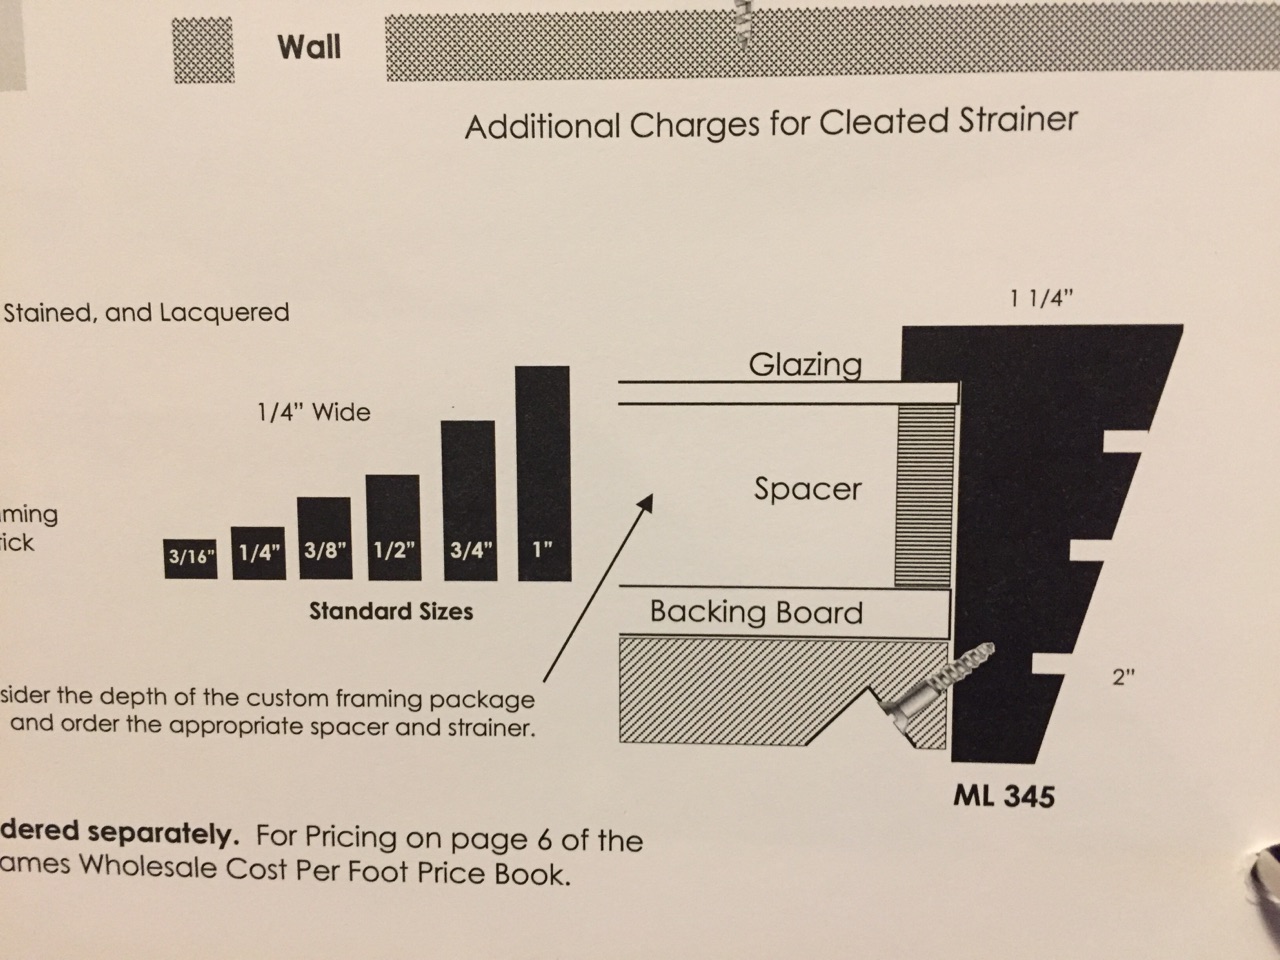 Wall
Additional Charges for Cleated Strainer
Stained, and Lacquered
1 1/4”
Glazing
1/4” Wide
Spacer
ming
ick
3/16” 1/4” 3/8” 1/2” 3/4” 1”
Standard Sizes
Backing Board
2”
sider the depth of the custom framing package
and order the appropriate spacer and strainer.
ML 345
dered separately. For Pricing on page 6 of the
ames Wholesale Cost Per Foot Price Book.